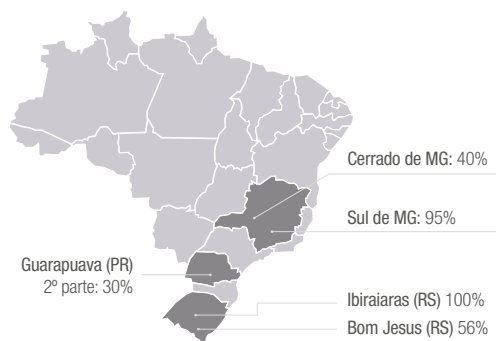 Cerrado de MG: 40%
Sul de MG: 95%
Guarapuava (PR)
2º parte: 30%
Ibiraiaras (RS) 100%
Bom Jesus (RS) 56%